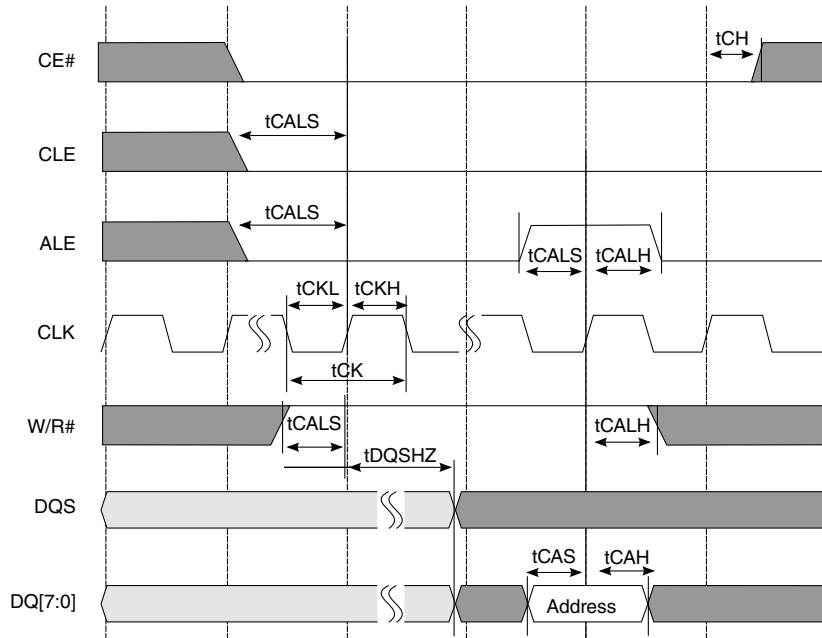 tCH
CE#
tCALS
CLE
tCALS
ALE
tCALS tCALH
tCKL tCKH
CLK
tCK
W/R# tCALS tCALH
tDQSHZ
DQS
tCAS tCAH
DQ[7:0] Address